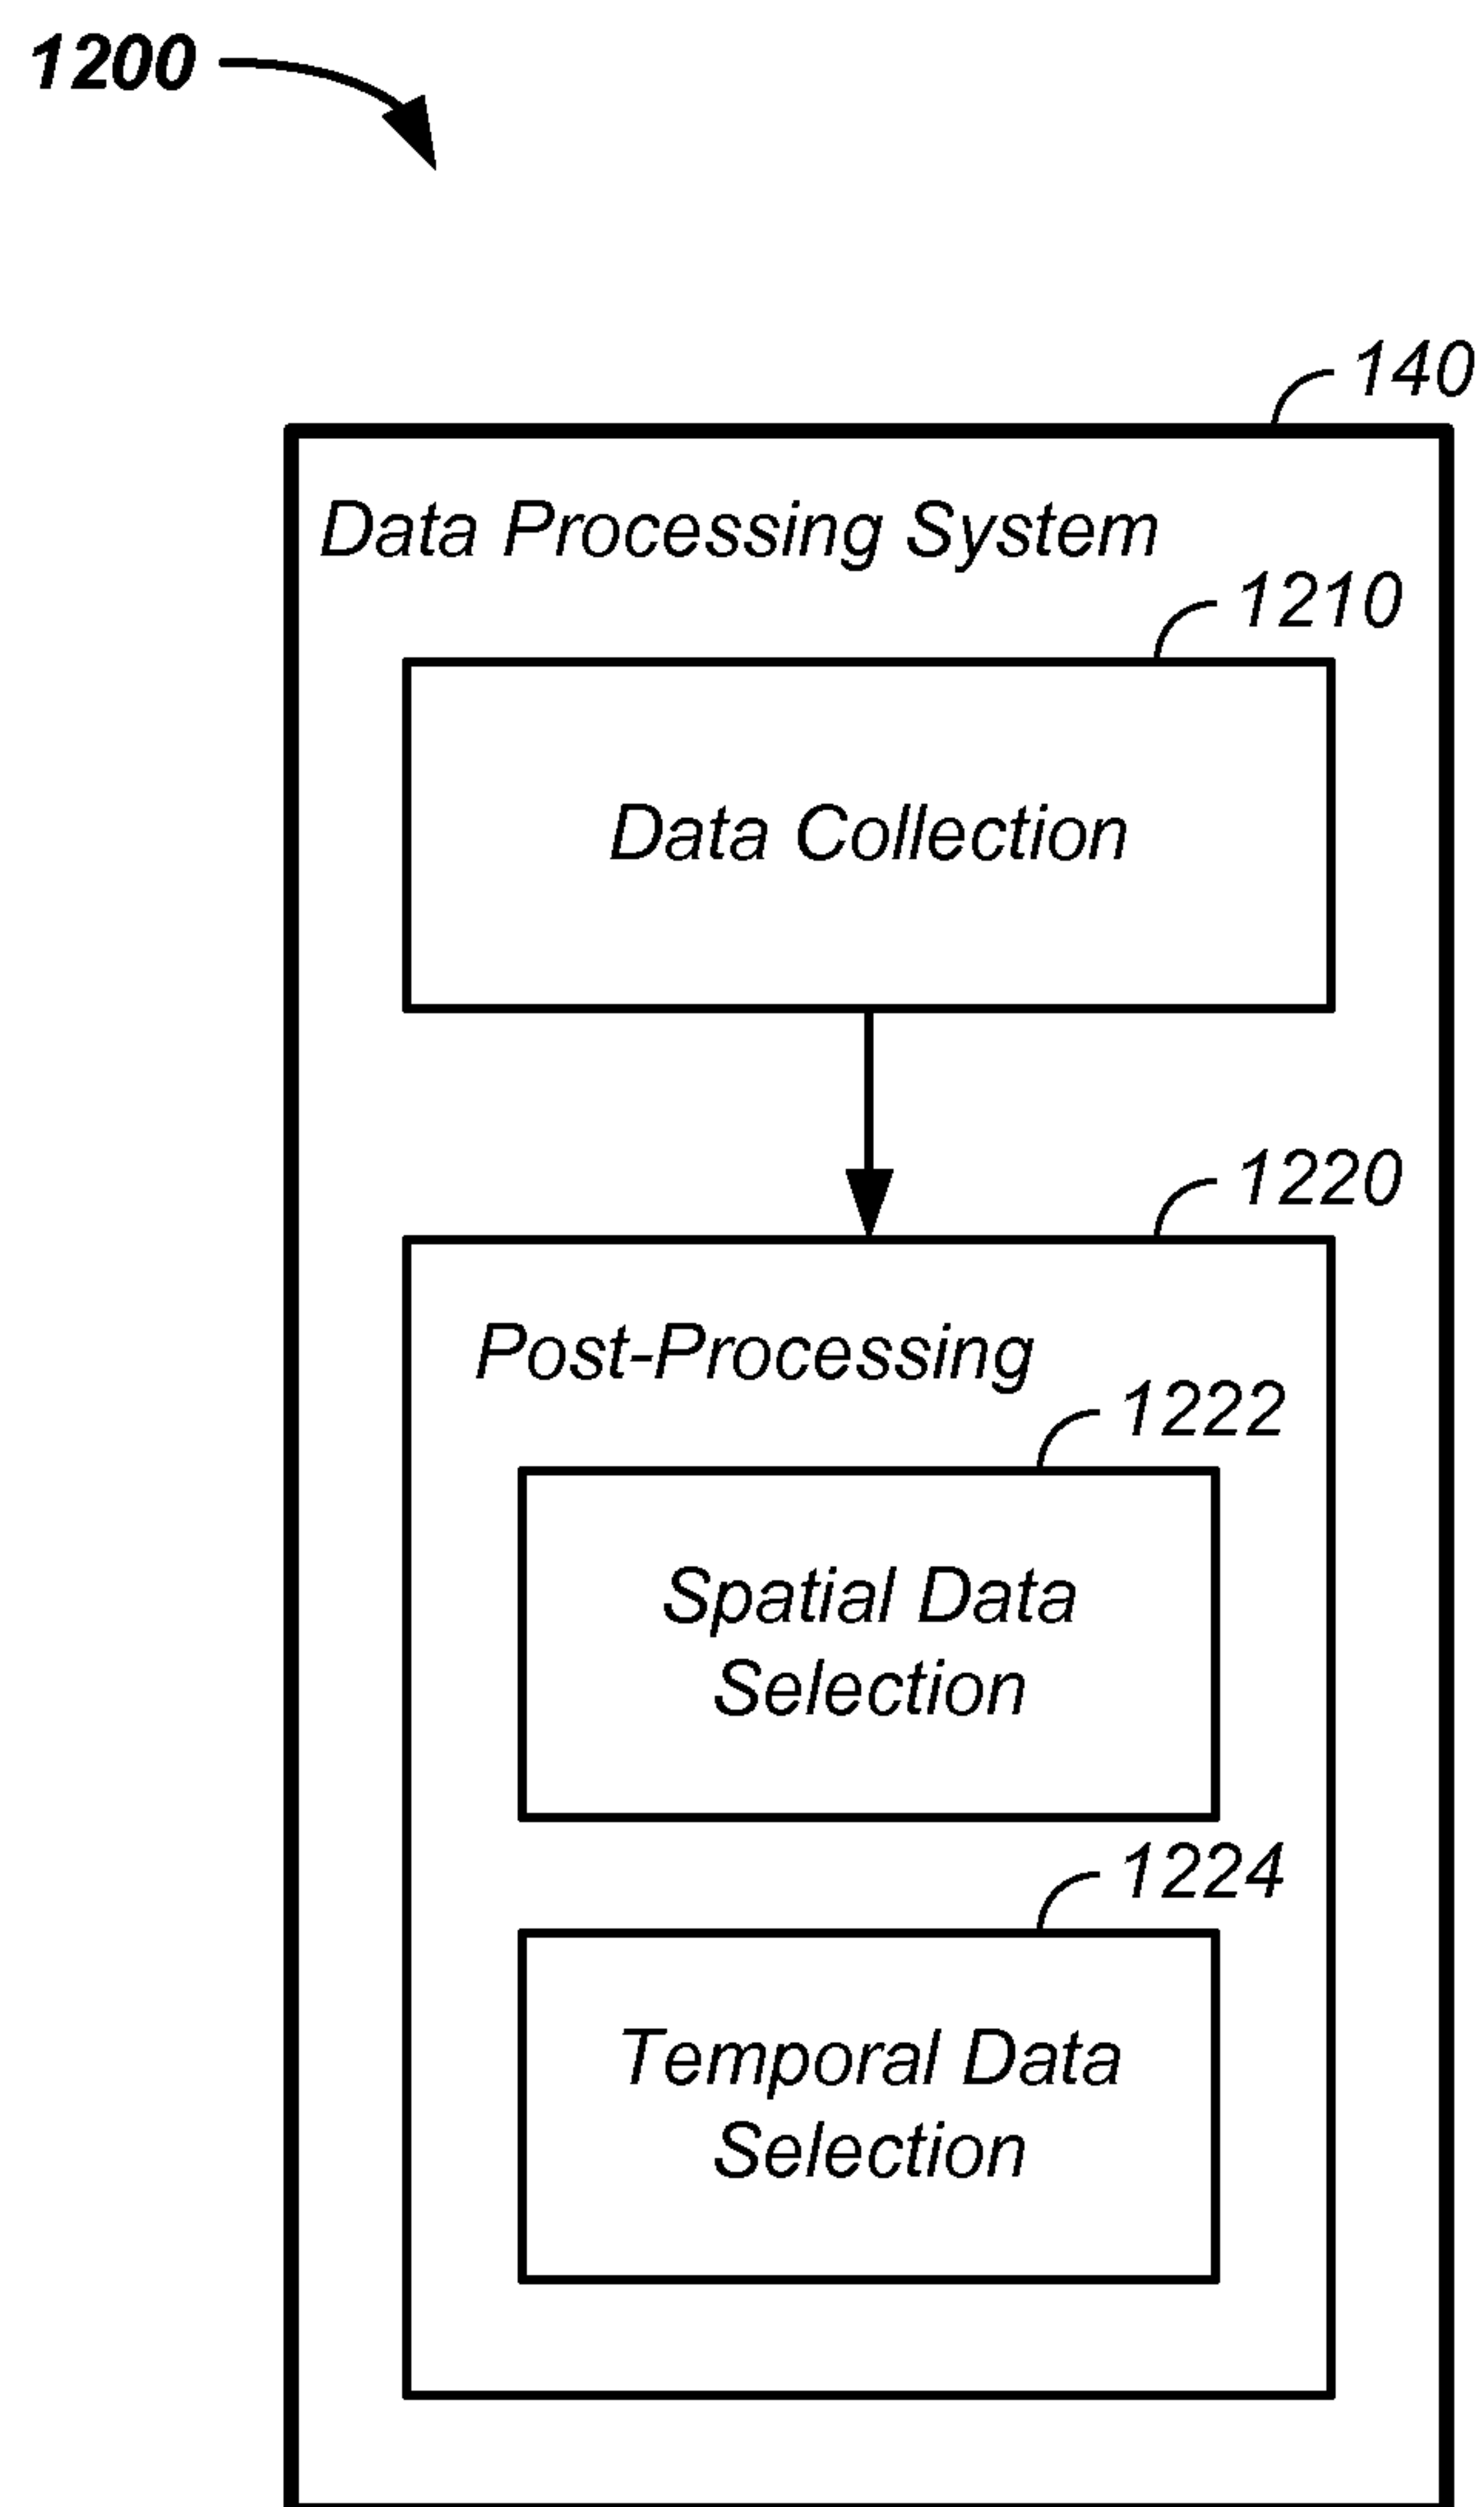 1200
140
Data Processing System
1210
Data Collection
1220
Post-Processing
1222
Spatial Data
Selection
1224
Temporal Data
Selection